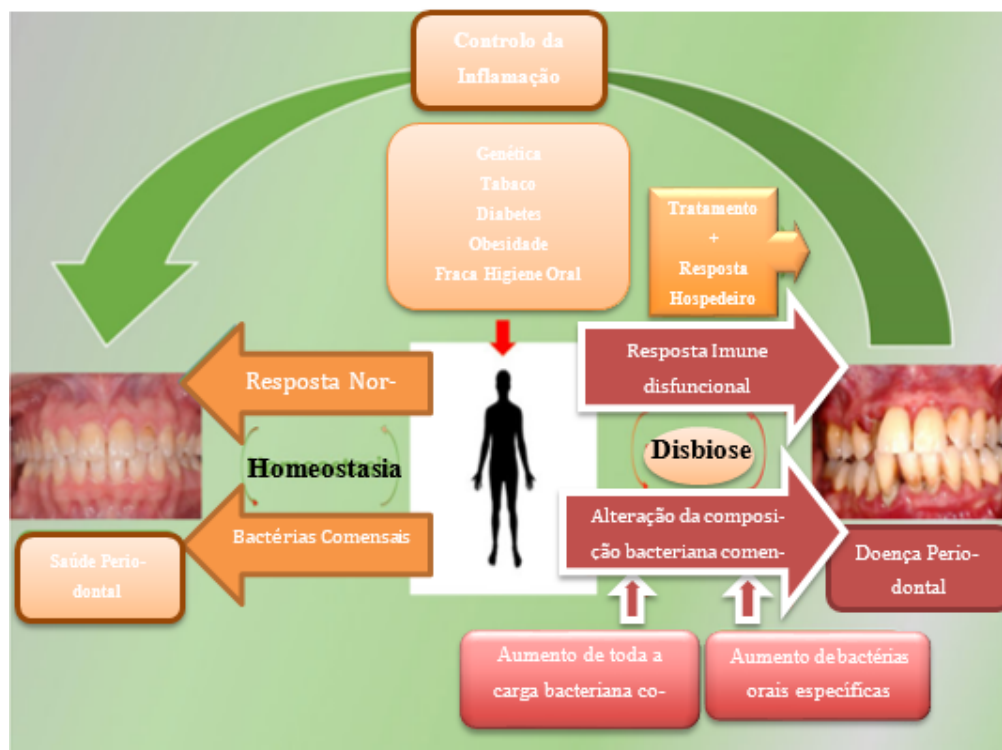 Controlo da
Inflamação
Genética
Tabaco
Diabetes
Obesidade
Fraca Higiene Oral
Tratamento
+
Resposta
Hospedeiro
Resposta Nor-
Resposta Imune
disfuncional
Homeostasia
Disbiose
Bactérias Comensais
Alteração da composi-
ção bacteriana comen-
Saúde Perio-
dontal
Doença Perio-
dontal
Aumento de toda a
carga bacteriana co-
Aumento de bactérias
orais específicas